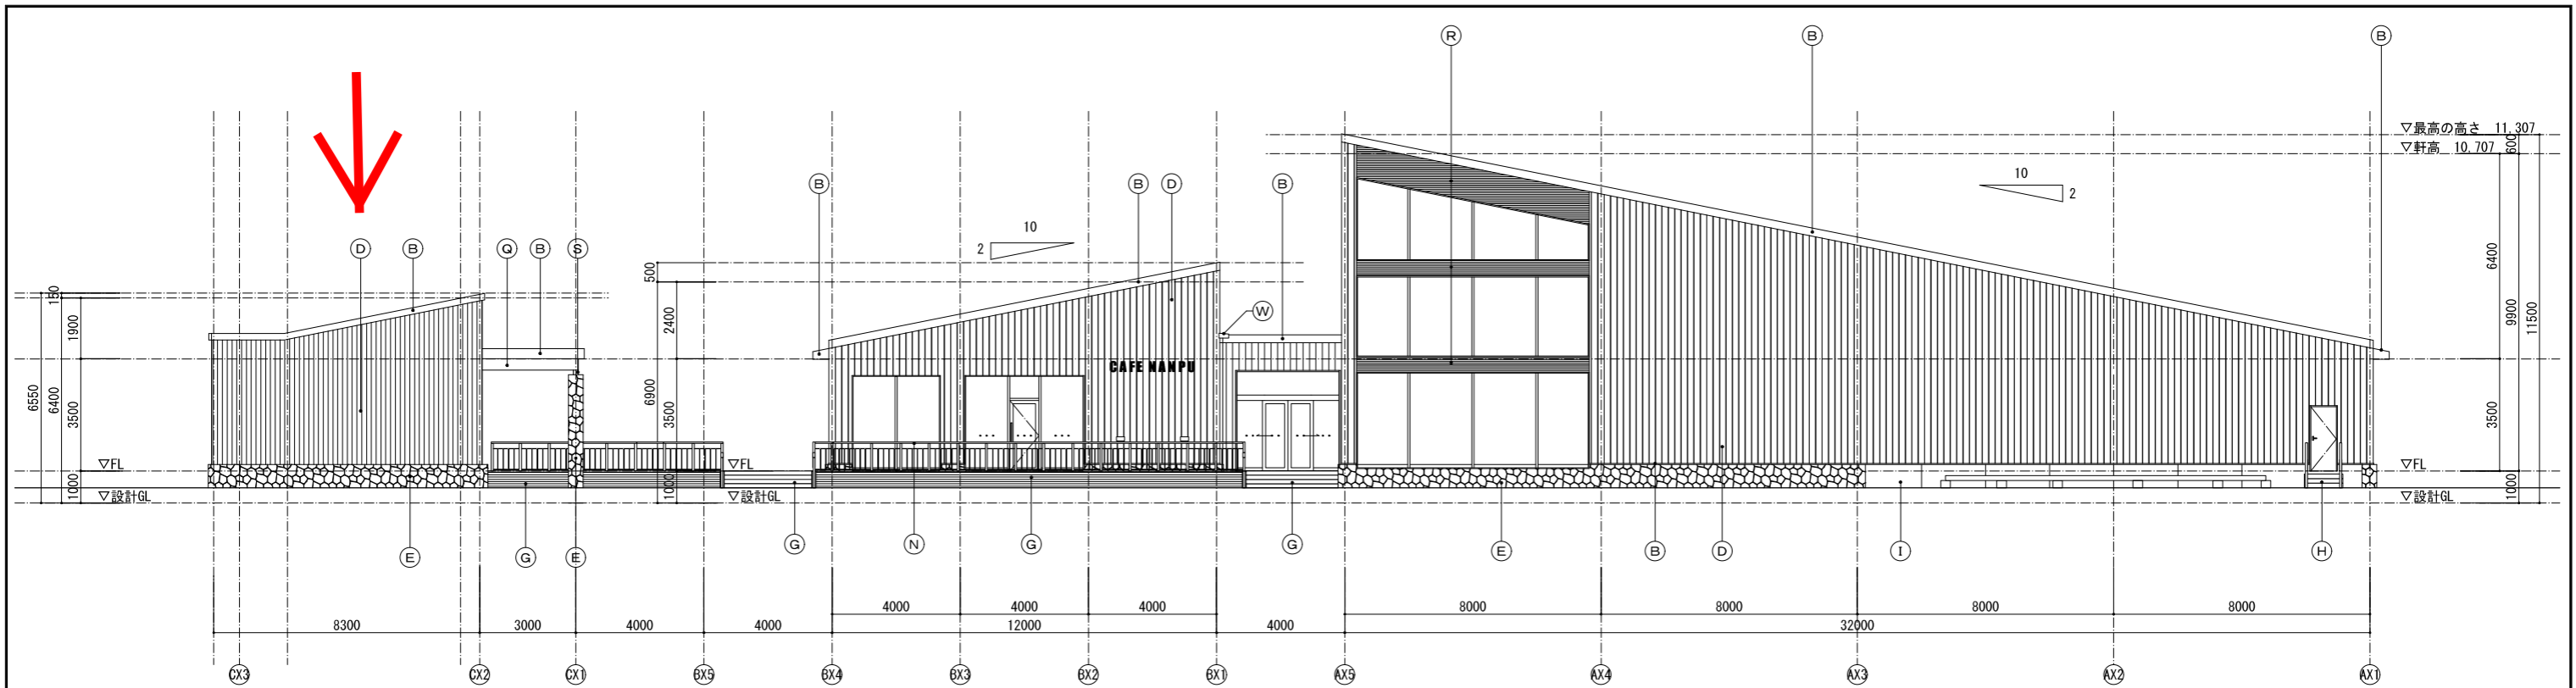 R B B
▽最高の高さ 11,307
▽軒高 10.707
600
10
2
B B D B
10
2
D B Q B S
500
150
W
1900
2400
6400
9900
11500
CAFE NANPU
6550
6400
3500
6900
3500
3500
▽FL
▽FL
▽FL
1000
1000
1000
▽設計GL
▽設計GL
▽設計GL
E G E G N G G E B D I H
4000 4000 4000 8000 8000 8000 8000
8300 3000 4000 4000 12000 4000 32000
CX3 CX2 CX1 BX5 BX4 BX3 BX2 BX1 AX5 AX4 AX3 AX2 AX1